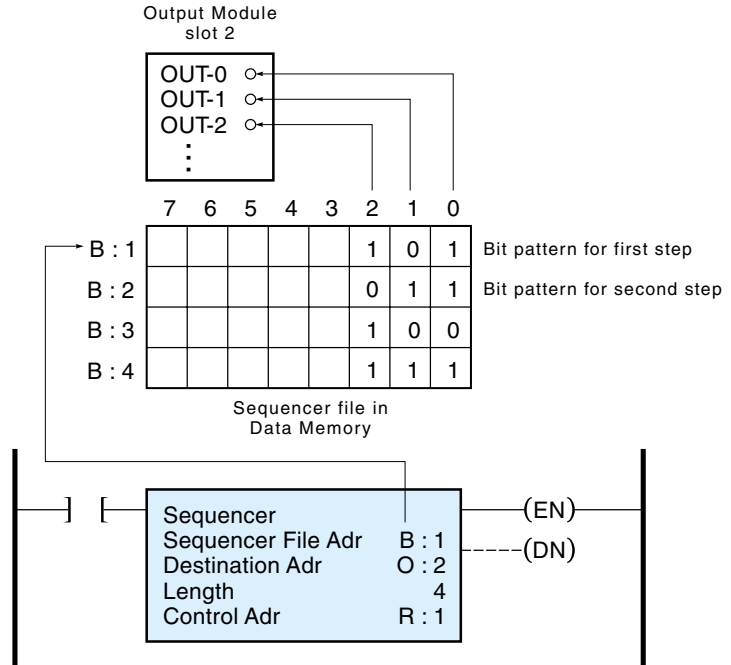 Output Module
slot 2
OUT-0
OUT-1
OUT-2
7 6 5 4 3 2 1 0
B : 1 1 0 1 Bit pattern for first step
B : 2 0 1 1 Bit pattern for second step
B : 3 1 0 0
B : 4 1 1 1
Sequencer file in
Data Memory
Sequencer (EN)
Sequencer File Adr B : 1
(DN)
Destination Adr O : 2
Length 4
Control Adr R : 1